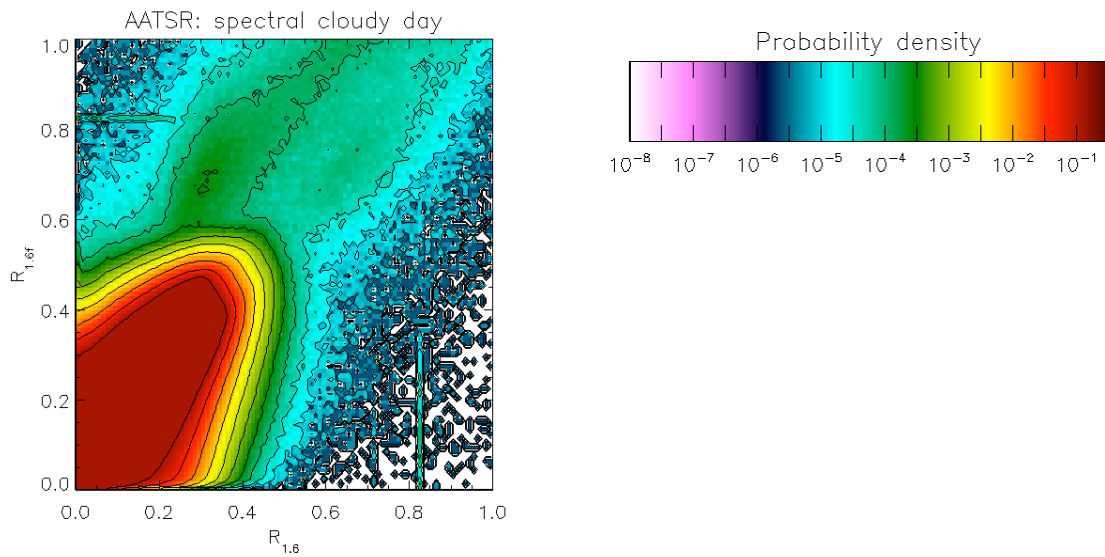 AATSR: spectral cloudy day
1.0
0.8
0.6
0.4
0.2
0.0
R1.6f
0.0 0.2 0.4 0.6 0.8 1.0
R1.6
Probability density
10-8 10-7 10-6 10-5 10-4 10-3 10-2 10-1